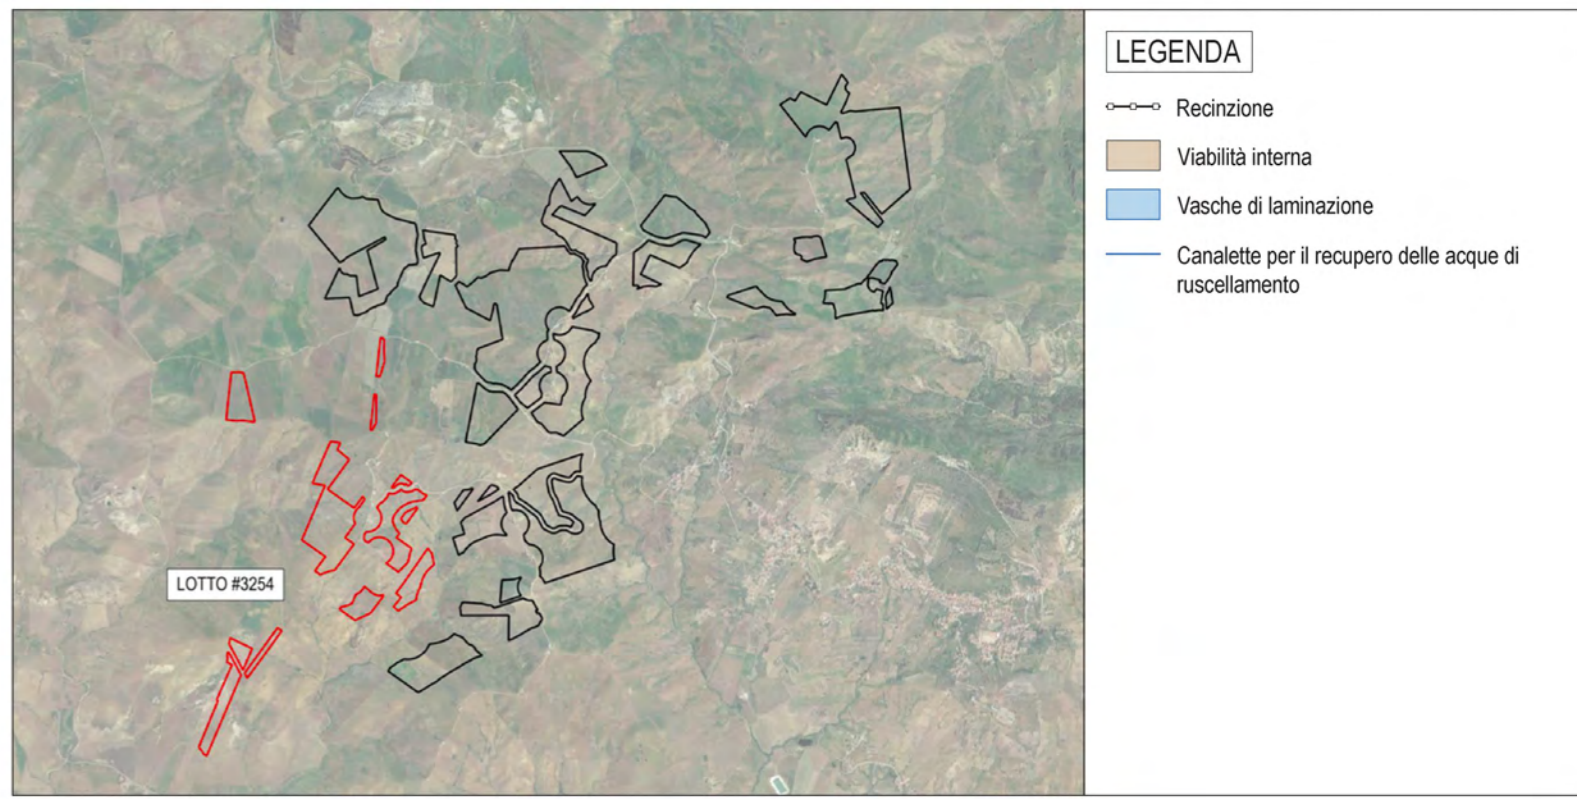 LEGENDA
Recinzione
Viabilità interna
Vasche di laminazione
Canalette per il recupero delle acque di
ruscellamento
LOTTO #3254